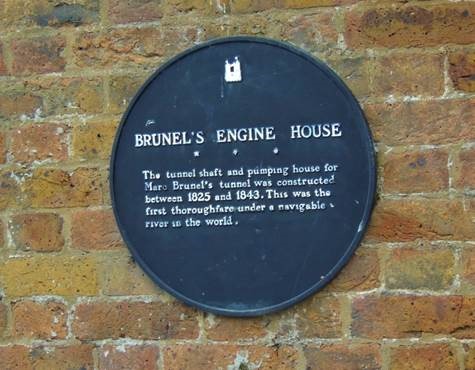 BRUNEL'S ENGINE HOUSE
The tunnel shaft and pumping house for
Marc Brunel's tunnel was constructed
between 1825 and 1843. This was the
first thoroughfare under a navigable
river in the world.